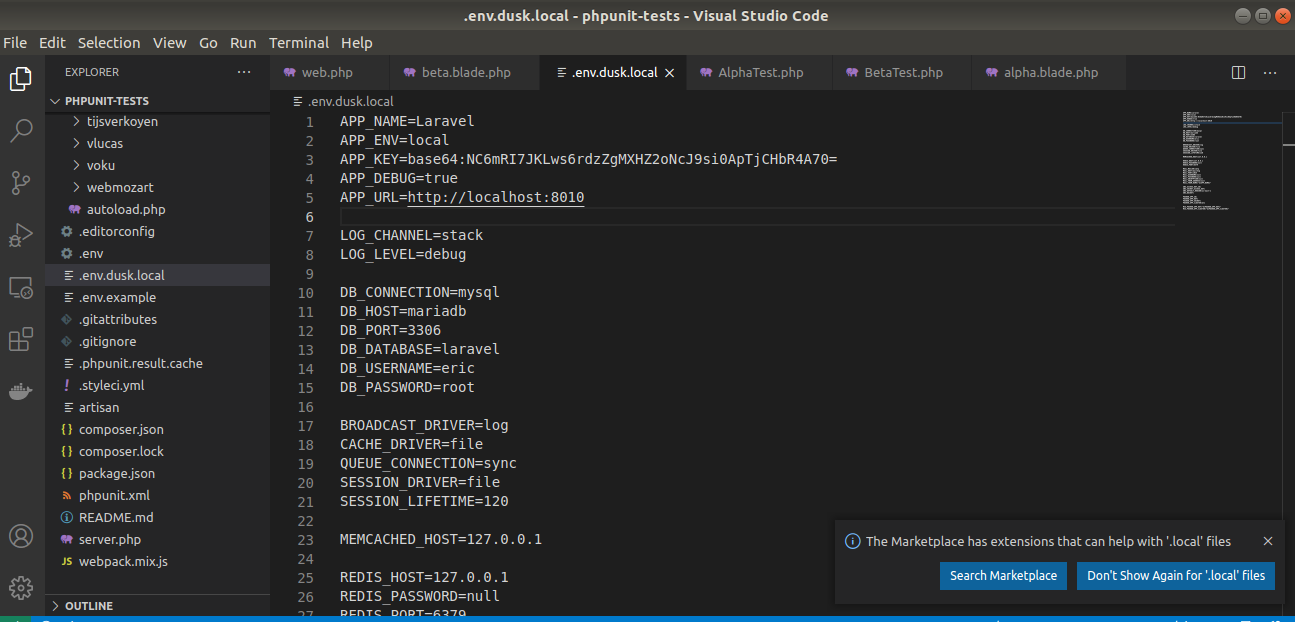 .env.dusk.local - phpunit-tests - Visual Studio Code
File Edit Selection View Go Run Terminal Help
EXPLORER
PHPUNIT-TESTS
tijsverkoyen
vlucas
voku
webmozart
autoload.php
.editorconfig
.env
.env.dusk.local
.env.example
.gitattributes
.gitignore
.phpunit.result.cache
.styleci.yml
artisan
composer.json
composer.lock
package.json
phpunit.xml
README.md
server.php
JS webpack.mix.js
OUTLINE
web.php beta.blade.php .env.dusk.local AlphaTest.php BetaTest.php alpha.blade.php
.env.dusk.local
1 APP_NAME=Laravel
2 APP_ENV=local
3 APP_KEY=base64:NC6mRI7JKLws6rdzZgMXHZ2oNcJ9si0ApTjCHbR4A70=
4 APP_DEBUG=true
5 APP_URL=http://localhost:8010
6
7 LOG_CHANNEL=stack
8 LOG_LEVEL=debug
9
10 DB_CONNECTION=mysql
11 DB_HOST=mariadb
12 DB_PORT=3306
13 DB_DATABASE=laravel
14 DB_USERNAME=eric
15 DB_PASSWORD=root
16
17 BROADCAST_DRIVER=log
18 CACHE_DRIVER=file
19 QUEUE_CONNECTION=sync
20 SESSION_DRIVER=file
21 SESSION_LIFETIME=120
22
23 MEMCACHED_HOST=127.0.0.1
24
25 REDIS_HOST=127.0.0.1
26 REDIS_PASSWORD=null
27 REDIS_PORT=6379
The Marketplace has extensions that can help with '.local' files
Search Marketplace
Don't Show Again for '.local' files